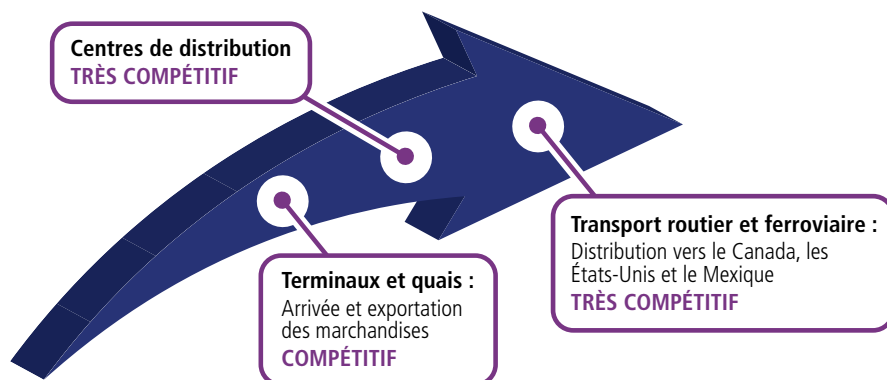 Centres de distribution
TRÈS COMPÉTITIF
Terminaux et quais :
Arrivée et exportation
des marchandises
COMPÉTITIF
Transport routier et ferroviaire :
Distribution vers le Canada, les
États-Unis et le Mexique
TRÈS COMPÉTITIF